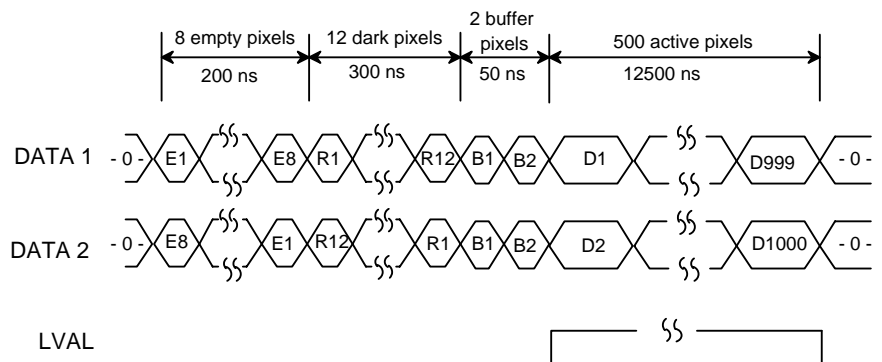 8 empty pixels
200 ns
12 dark pixels
300 ns
2 buffer
pixels
50 ns
500 active pixels
12500 ns
DATA 1 - 0 - E1 E8 R1 R12 B1 B2 D1 D999 - 0 -
DATA 2 - 0 - E8 E1 R12 R1 B1 B2 D2 D1000 - 0 -
LVAL